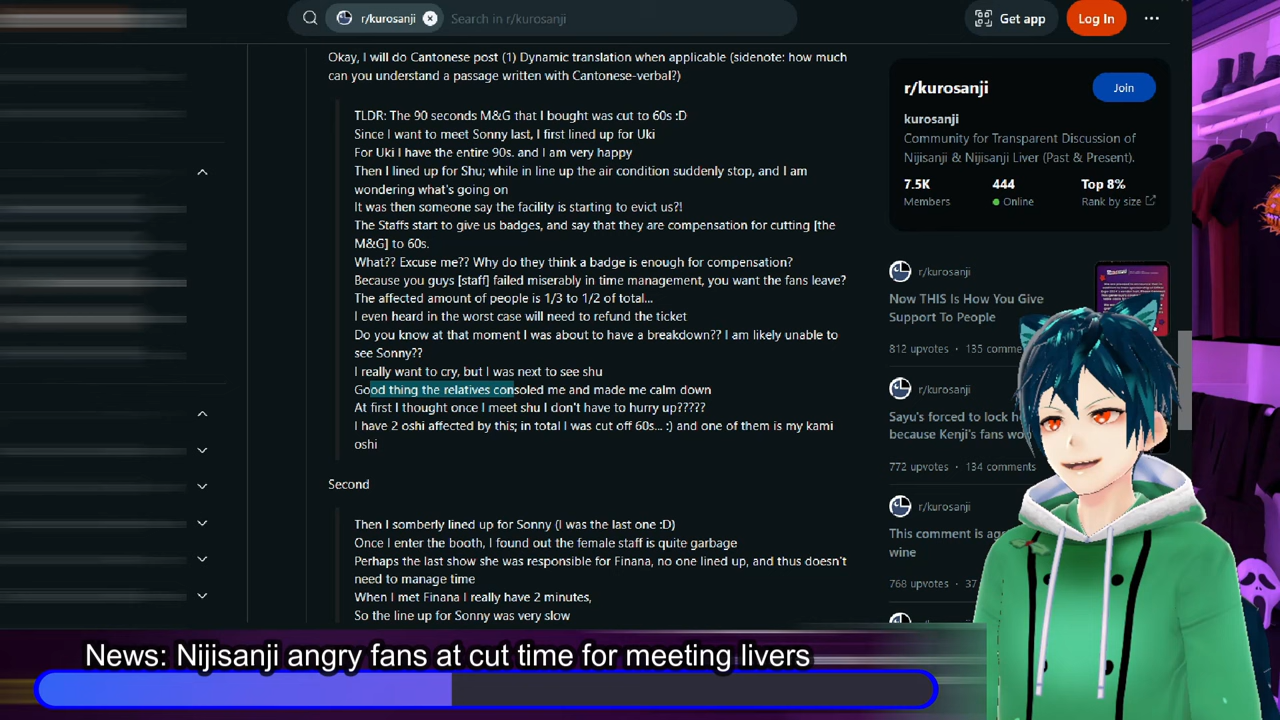 r/kurosanji
Search in r/kurosanji
Get app
Log In
Okay, I will do Cantonese post (1) Dynamic translation when applicable (sidenote: how much
can you understand a passage written with Cantonese-verbal?)
TLDR: The 90 seconds M&G that I bought was cut to 60s :D
Since I want to meet Sonny last, I first lined up for Uki
For Uki I have the entire 90s. and I am very happy
Then I lined up for Shu; while in line up the air condition suddenly stop, and I am
wondering what's going on
It was then someone say the facility is starting to evict us?!
The Staffs start to give us badges, and say that they are compensation for cutting [the
M&G] to 60s.
What?? Excuse me?? Why do they think a badge is enough for compensation?
Because you guys [staff] failed miserably in time management, you want the fans leave?
The affected amount of people is 1/3 to 1/2 of total...
I even heard in the worst case will need to refund the ticket
Do you know at that moment I was about to have a breakdown?? I am likely unable to
see Sonny??
I really want to cry, but I was next to see shu
Good thing the relatives consoled me and made me calm down
At first I thought once I meet shu I don't have to hurry up?????
I have 2 oshi affected by this; in total I was cut off 60s... :) and one of them is my kami
oshi
Second
Then I somberly lined up for Sonny (I was the last one :D)
Once I enter the booth, I found out the female staff is quite garbage
Perhaps the last show she was responsible for Finana, no one lined up, and thus doesn't
need to manage time
When I met Finana I really have 2 minutes,
So the line up for Sonny was very slow
r/kurosanji
Join
kurosanji
Community for Transparent Discussion of
Nijisanji & Nijisanji Liver (Past & Present).
7.5K
444
Top 8%
Members
Online
Rank by size
r/kurosanji
Now THIS Is How You Give
Support To People
812 upvotes
135 comm
r/kurosanji
Sayu's forced to lock he
because Kenji's fans wo
772 upvotes
134 comments
r/kurosanji
This comment is ag
wine
768 upvotes
37
News: Nijisanji angry fans at cut time for meeting livers